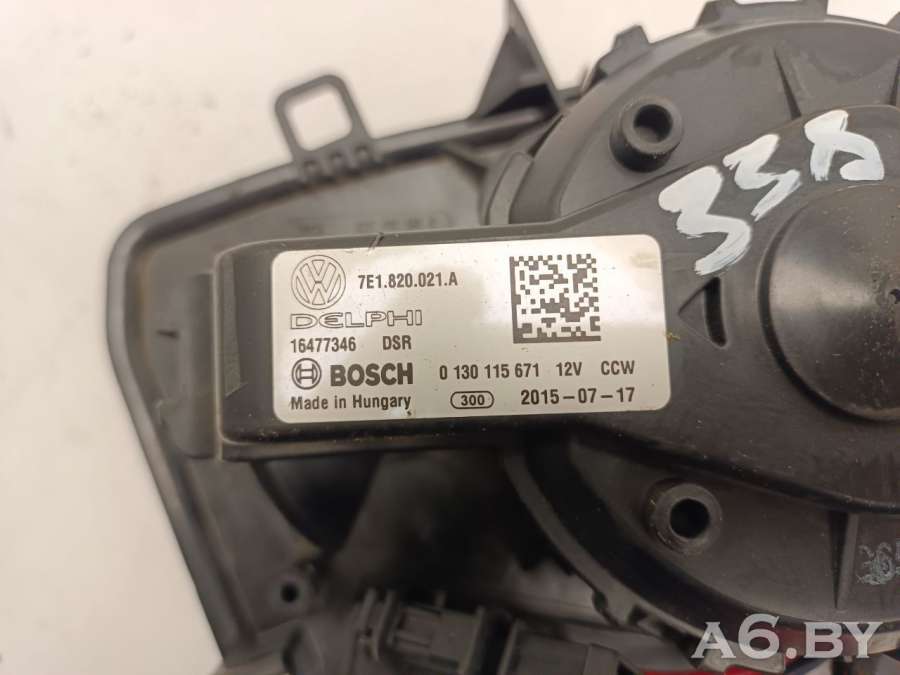 338
7E1.820.021.A
DELPHI
16477346 DSR
BOSCH 0 130 115 671 12V CCW
Made in Hungary 300 2015-07-17
A6.BY